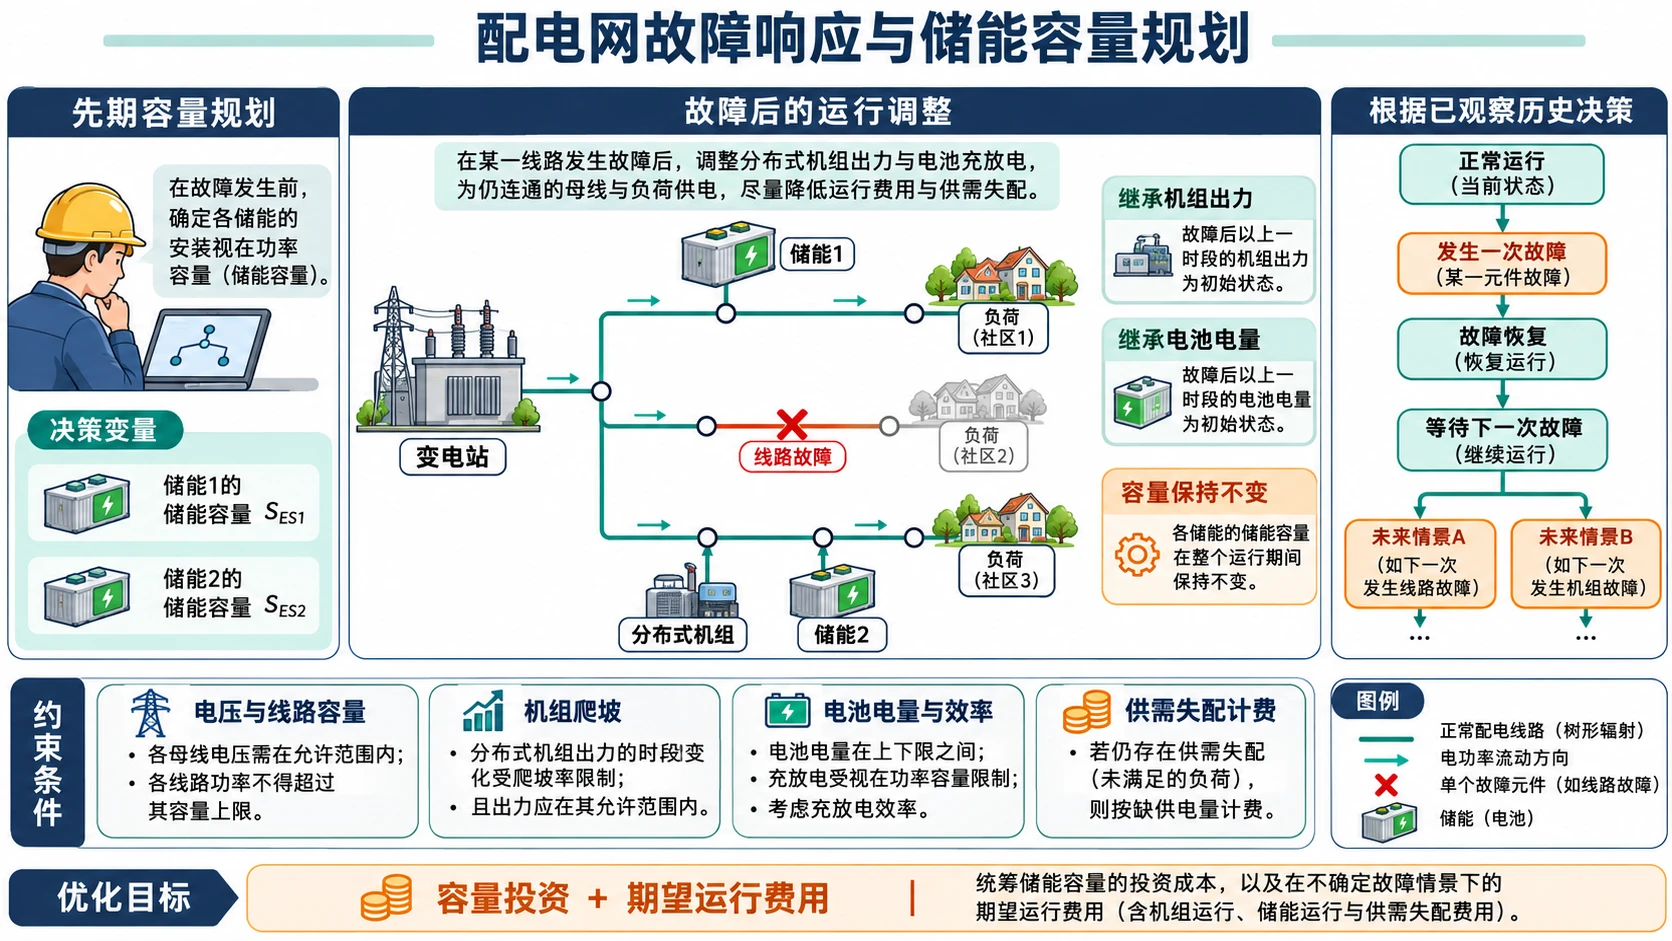 配电网故障响应与储能容量规划
先期容量规划
在故障发生前，
确定各储能的
安装视在功率
容量（储能容量）。
决策变量
储能1的
储能容量 S_ES1
储能2的
储能容量 S_ES2
故障后的运行调整
在某一线路发生故障后，调整分布式机组出力与电池充放电，
为仍连通的母线与负荷供电，尽量降低运行费用与供需失配。
储能1
负荷
（社区1）
变电站
线路故障
负荷
（社区2）
负荷
（社区3）
分布式机组
储能2
继承机组出力
故障后以上一
时段的机组出力
为初始状态。
继承电池电量
故障后以上一
时段的电池电量
为初始状态。
容量保持不变
各储能的储能容量
在整个运行期间
保持不变。
根据已观察历史决策
正常运行
（当前状态）
发生一次故障
（某一元件故障）
故障恢复
（恢复运行）
等待下一次故障
（继续运行）
未来情景A
（如下一次
发生线路故障）
...
未来情景B
（如下一次
发生机组故障）
...
约束条件
电压与线路容量
• 各母线电压需在允许范围内；
• 各线路功率不得超过
其容量上限。
机组爬坡
• 分布式机组出力的时段变
化受爬坡率限制；
• 且出力应在其允许范围内。
电池电量与效率
• 电池电量在上下限之间；
• 充放电受视在功率容量限制；
• 考虑充放电效率。
供需失配计费
• 若仍存在供需失配
（未满足的负荷），
则按缺供电量计费。
图例
正常配电线路（树形辐射）
电功率流动方向
单个故障元件（如线路故障）
储能（电池）
优化目标
容量投资 + 期望运行费用
统筹储能容量的投资成本，以及在不确定故障情景下的
期望运行费用（含机组运行、储能运行与供需失配费用）。